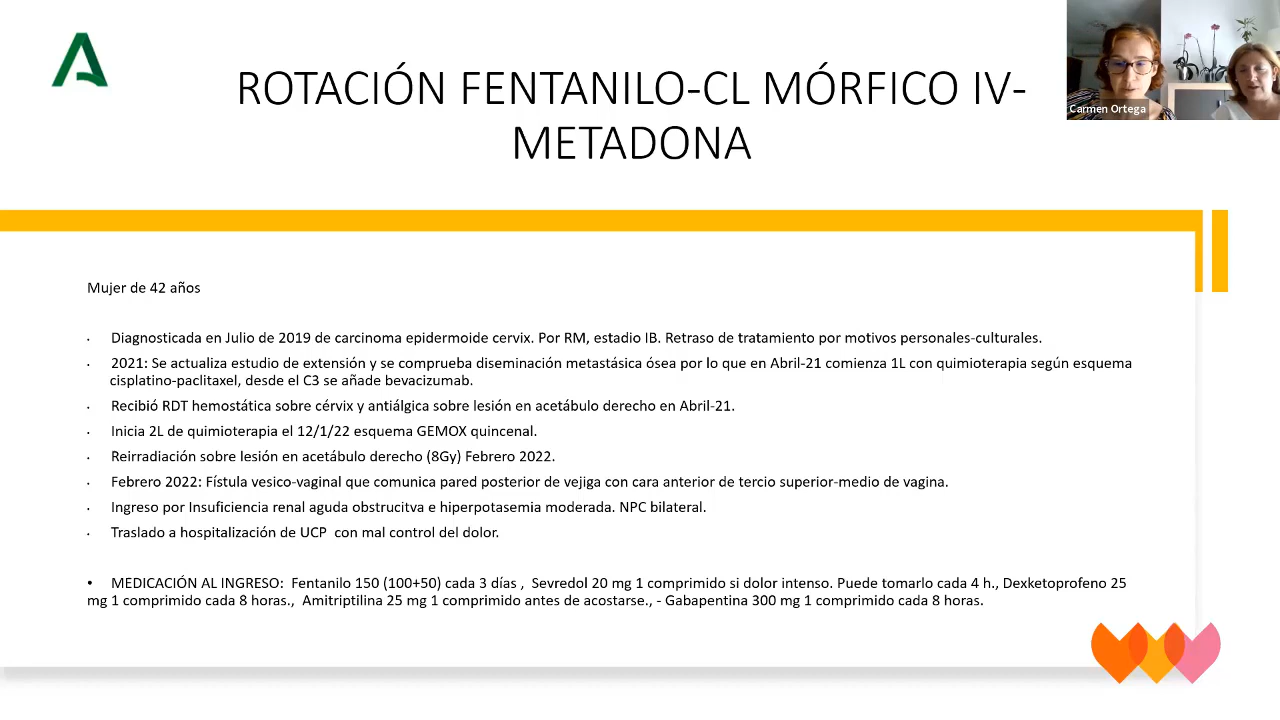 ROTACIÓN FENTANILO-CL MÓRFICO IV-
METADONA
Carmen Ortega
Mujer de 42 años
· Diagnosticada en Julio de 2019 de carcinoma epidermoide cervix. Por RM, estadio IB. Retraso de tratamiento por motivos personales-culturales.
· 2021: Se actualiza estudio de extensión y se comprueba diseminación metastásica ósea por lo que en Abril-21 comienza 1L con quimioterapia según esquema
cisplatino-paclitaxel, desde el C3 se añade bevacizumab.
· Recibió RDT hemostática sobre cérvix y antiálgica sobre lesión en acetábulo derecho en Abril-21.
· Inicia 2L de quimioterapia el 12/1/22 esquema GEMOX quincenal.
· Reirradiación sobre lesión en acetábulo derecho (8Gy) Febrero 2022.
· Febrero 2022: Fístula vesico-vaginal que comunica pared posterior de vejiga con cara anterior de tercio superior-medio de vagina.
· Ingreso por Insuficiencia renal aguda obstrucitva e hiperpotasemia moderada. NPC bilateral.
· Traslado a hospitalización de UCP con mal control del dolor.
• MEDICACIÓN AL INGRESO: Fentanilo 150 (100+50) cada 3 días , Sevredol 20 mg 1 comprimido si dolor intenso. Puede tomarlo cada 4 h., Dexketoprofeno 25
mg 1 comprimido cada 8 horas., Amitriptilina 25 mg 1 comprimido antes de acostarse., - Gabapentina 300 mg 1 comprimido cada 8 horas.